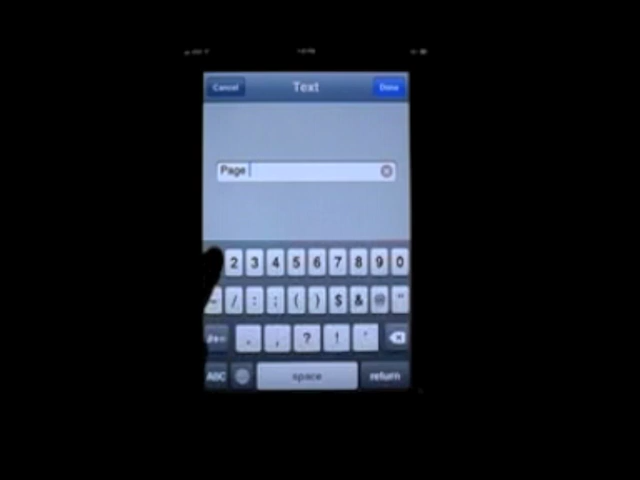 Cancel Text Done
Page
2 3 4 5 6 7 8 9 0
- / : ; ( ) $ & @ "
#+= . , ? ! '
ABC space return